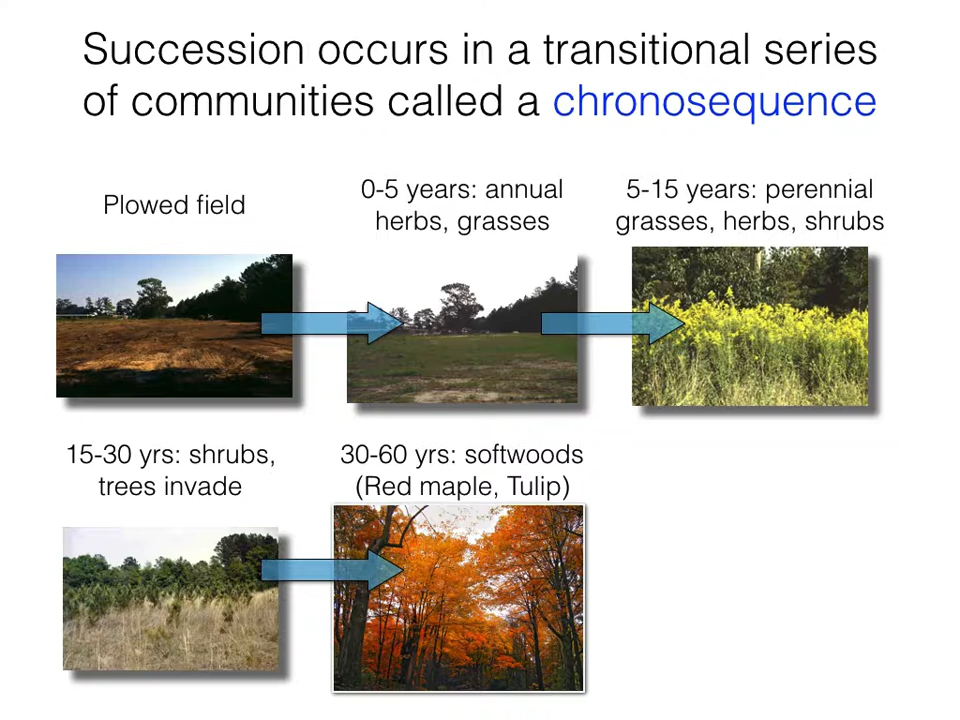 Succession occurs in a transitional series
of communities called a chronosequence
Plowed field
0-5 years: annual
herbs, grasses
5-15 years: perennial
grasses, herbs, shrubs
15-30 yrs: shrubs,
trees invade
30-60 yrs: softwoods
(Red maple, Tulip)